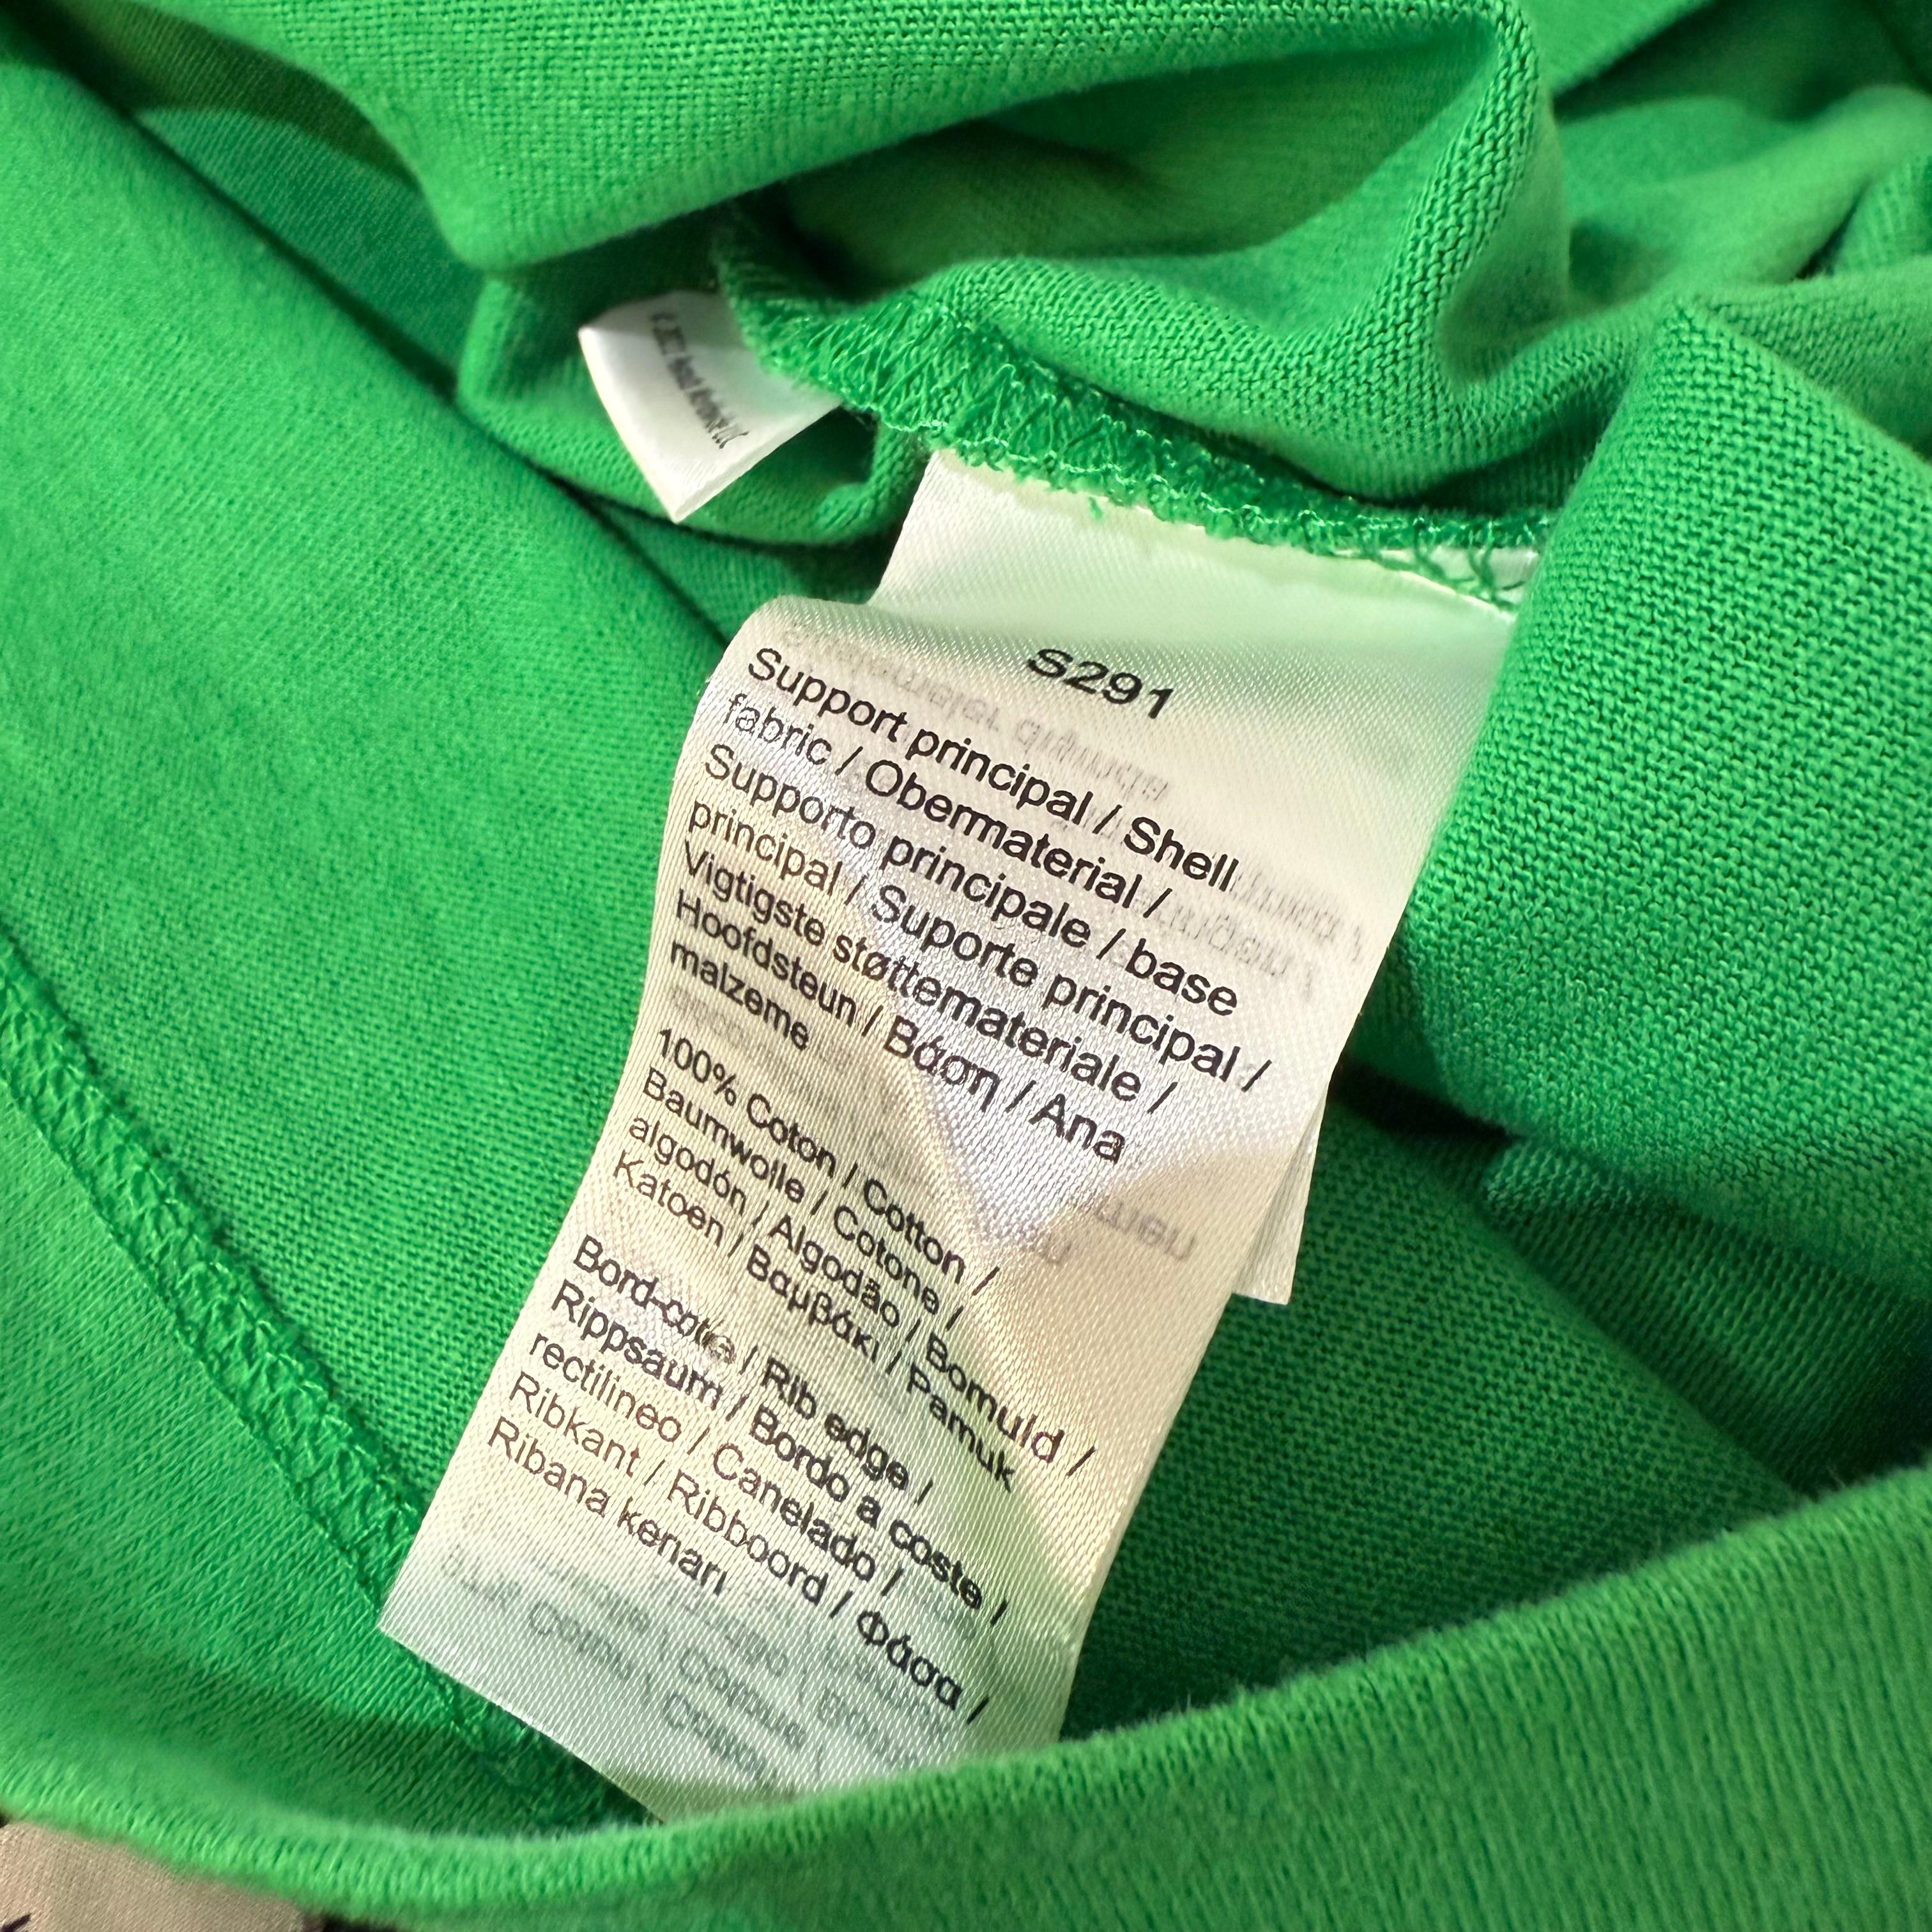 S291
Support principal / Shell
fabric / Obermaterial /
Supporto principale / base
principal / Suporte principal /
Vigtigste støttemateriale /
Hoofdsteun / Βάση / Ana
malzeme
100% Coton / Cotton /
Baumwolle / Cotone /
algodón / Algodão / Bomuld /
Katoen / Βαμβάκι / Pamuk
Bord-cote / Rib edge /
Rippsaum / Bordo a coste /
rectilineo / Canelado /
Ribkant / Ribboord / Φάσα /
Ribana kenarı